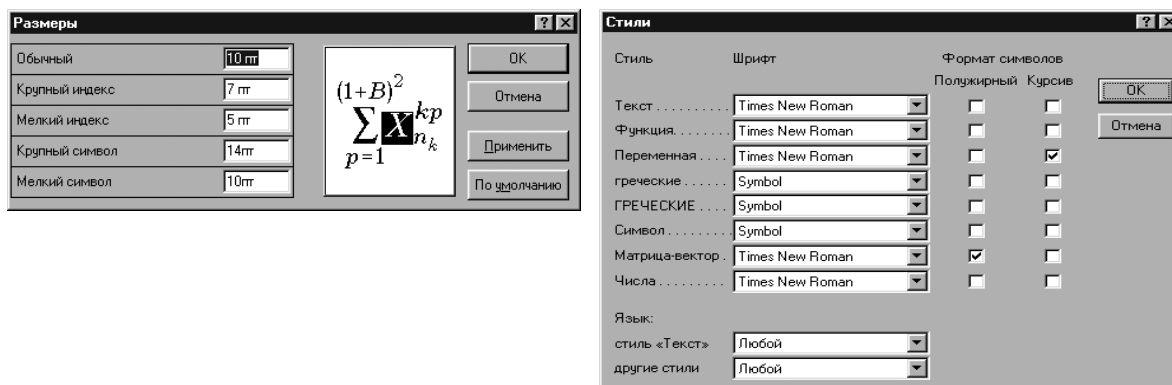 Размеры
Обычный 10 пт
Крупный индекс 7 пт
Мелкий индекс 5 пт
Крупный символ 14пт
Мелкий символ 10пт
(1+B)²
∑ X kp
n k
p=1
OK
Отмена
Применить
По умолчанию
Стили
Стиль Шрифт Формат символов
Полужирный Курсив
Текст . . . . . . . . . . Times New Roman
Функция. . . . . . . . Times New Roman
Переменная . . . . Times New Roman
греческие . . . . . . Symbol
ГРЕЧЕСКИЕ . . . . Symbol
Символ . . . . . . . . . Symbol
Матрица-вектор . Times New Roman
Числа . . . . . . . . . Times New Roman
Язык:
стиль «Текст» Любой
другие стили Любой
OK
Отмена